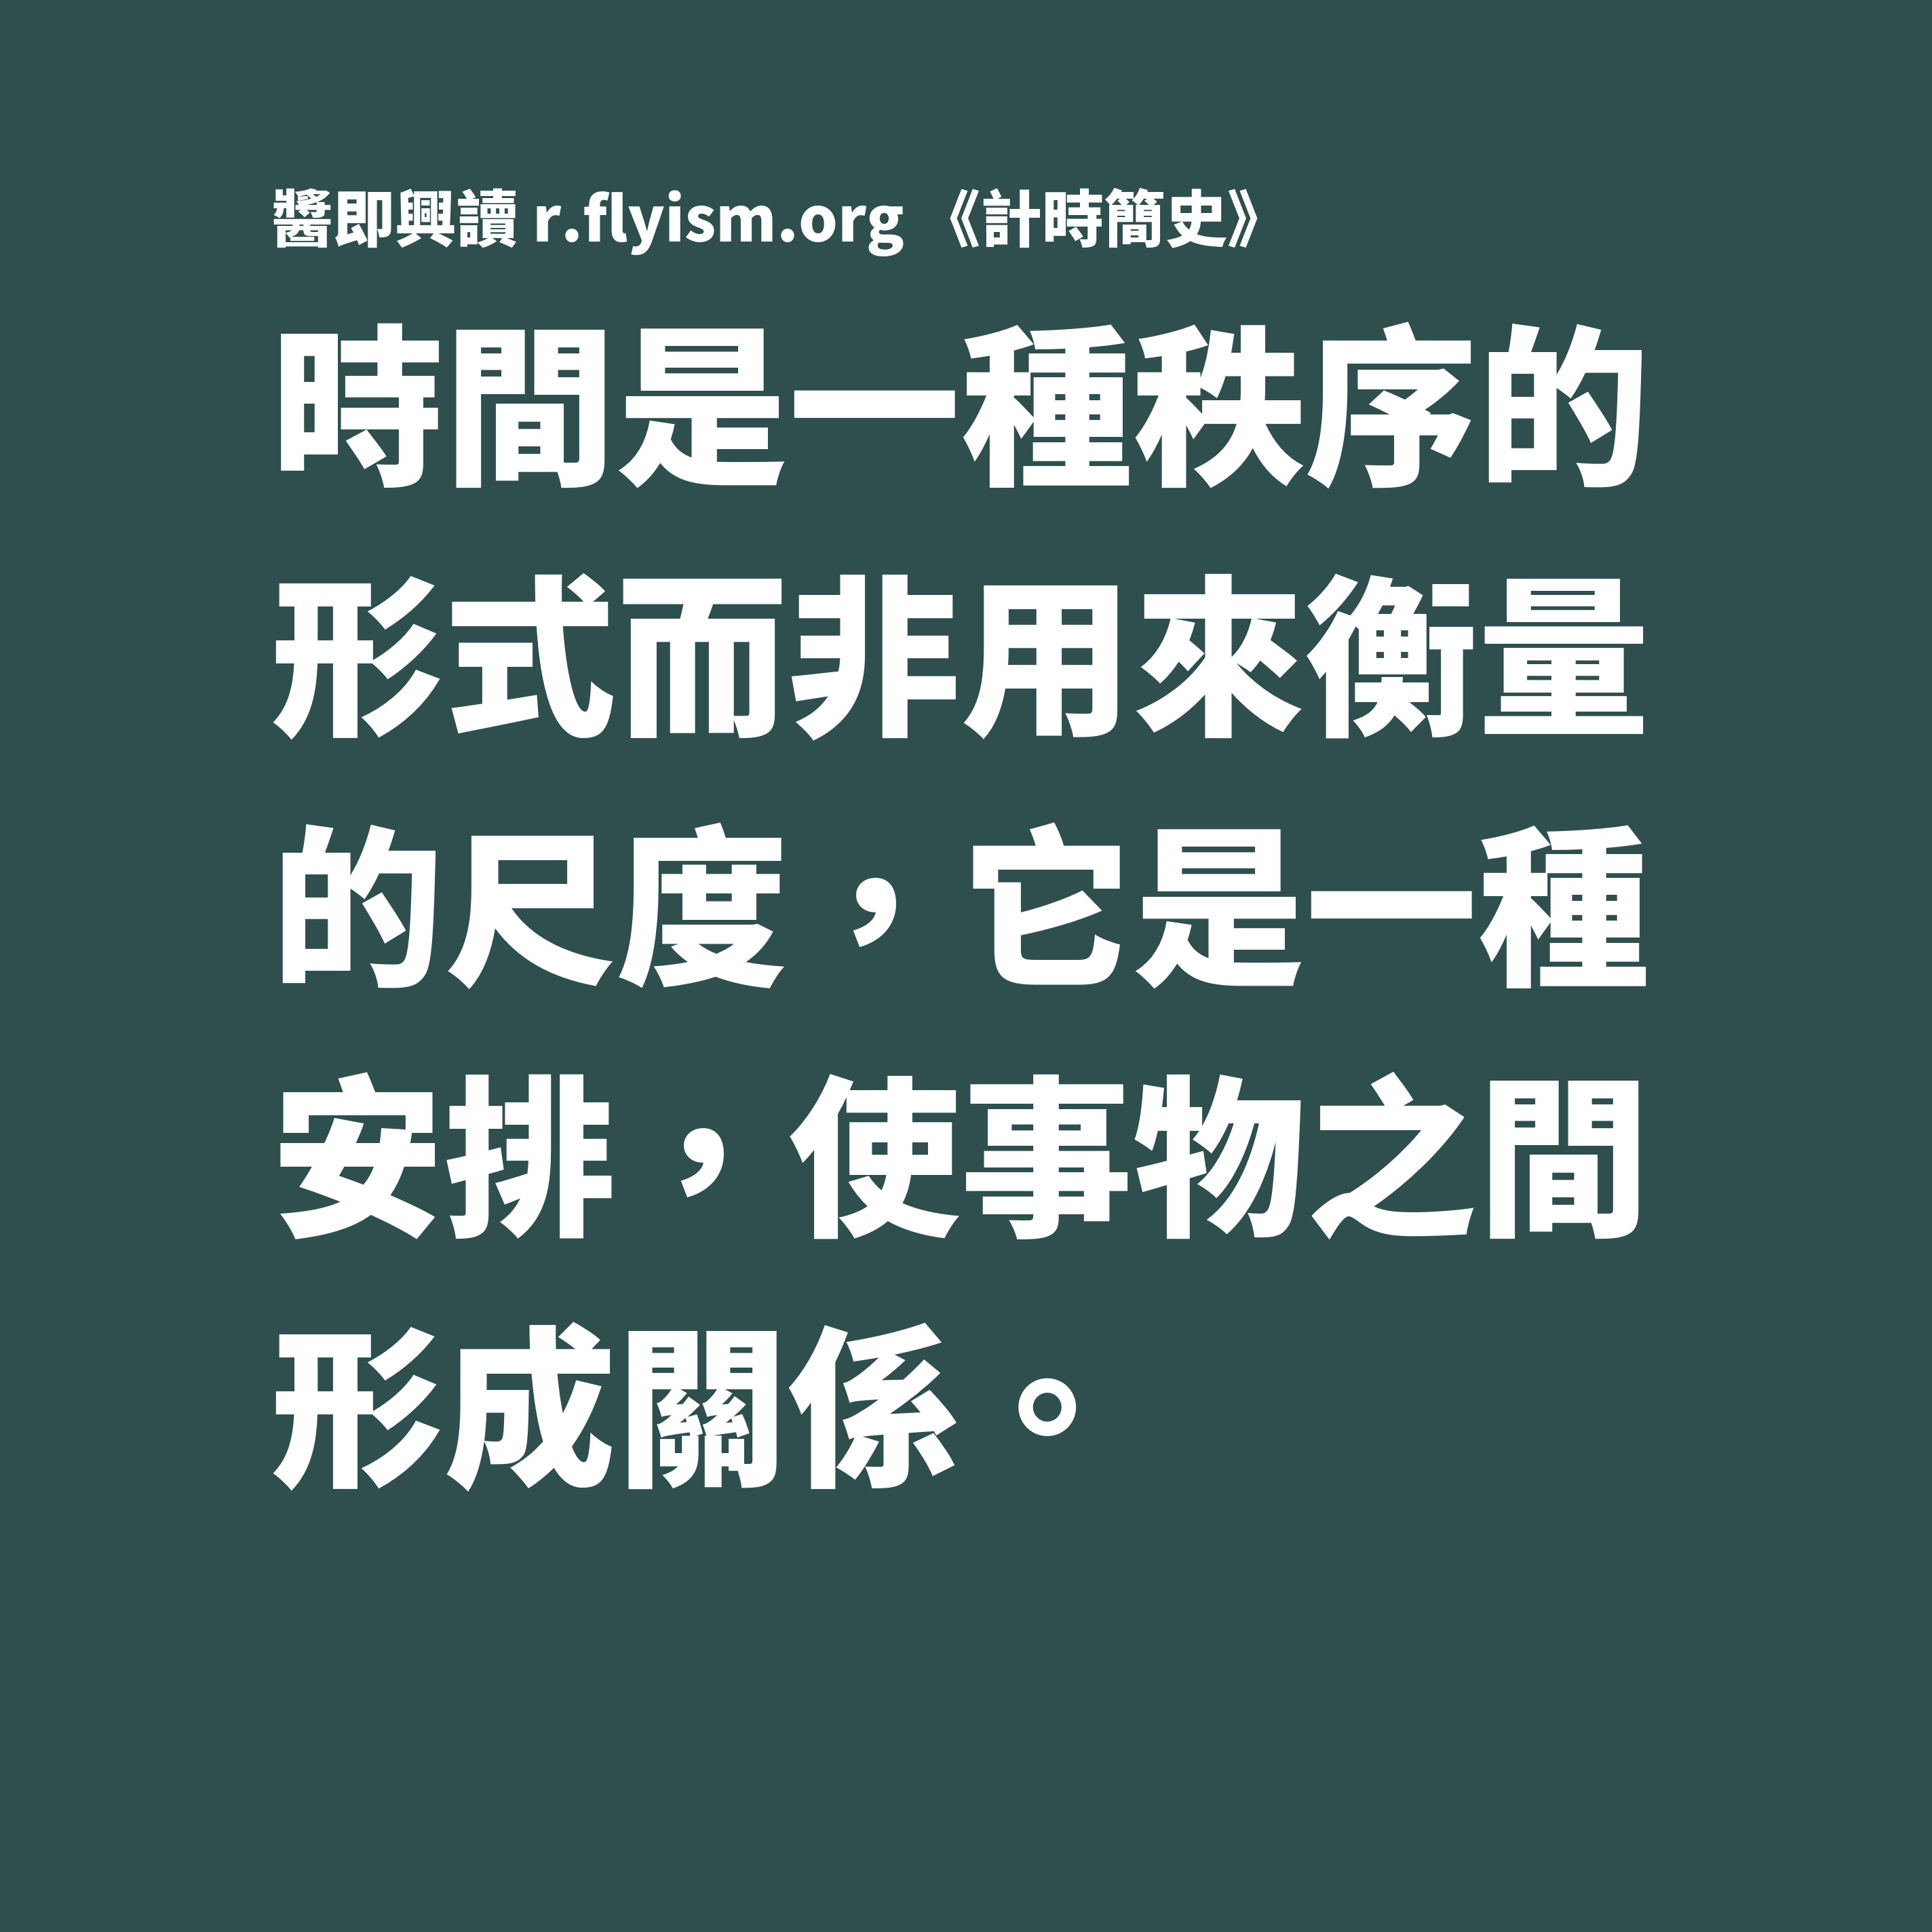 獨即閱讀 r.flyism.org 《計時簡史》
時間是一種秩序的
形式而非用來衡量
的尺度,它是一種
安排,使事物之間
形成關係。